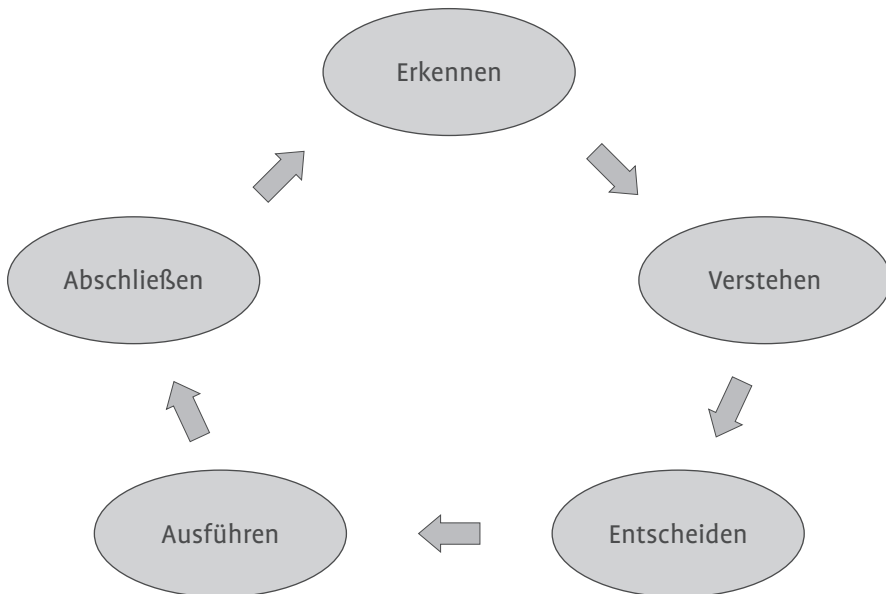 Erkennen
Verstehen
Entscheiden
Ausführen
Abschließen